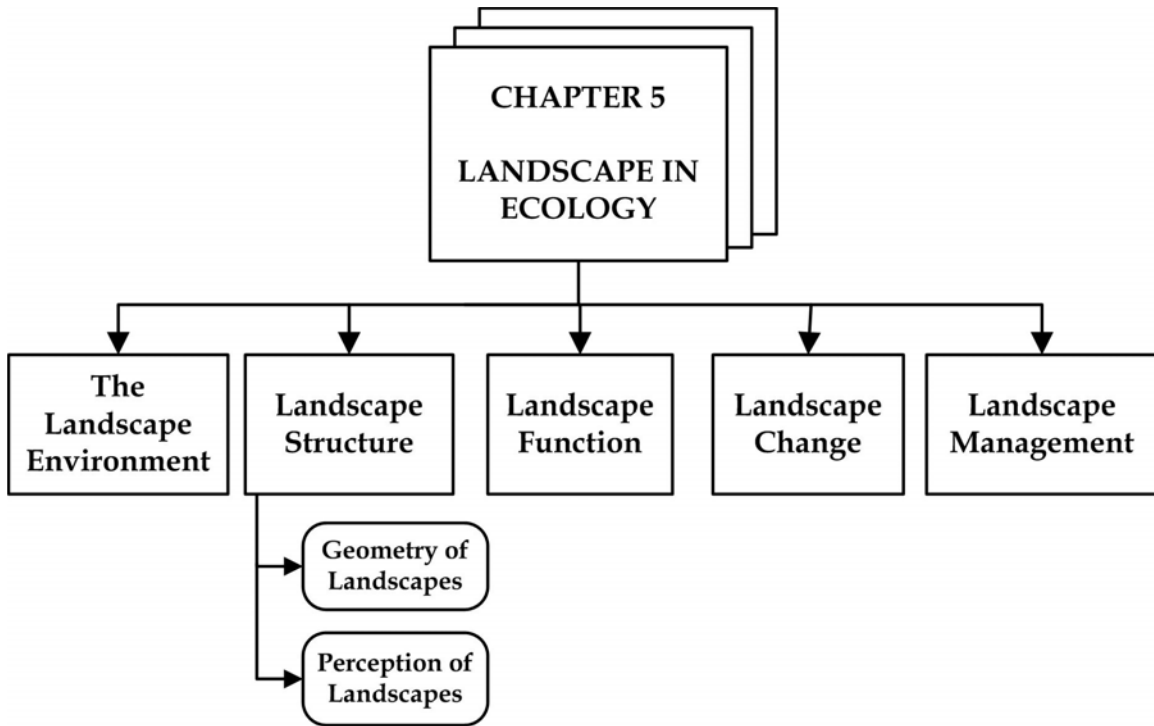 CHAPTER 5
LANDSCAPE IN
ECOLOGY
The
Landscape
Environment
Landscape
Structure
Landscape
Function
Landscape
Change
Landscape
Management
Geometry of
Landscapes
Perception of
Landscapes